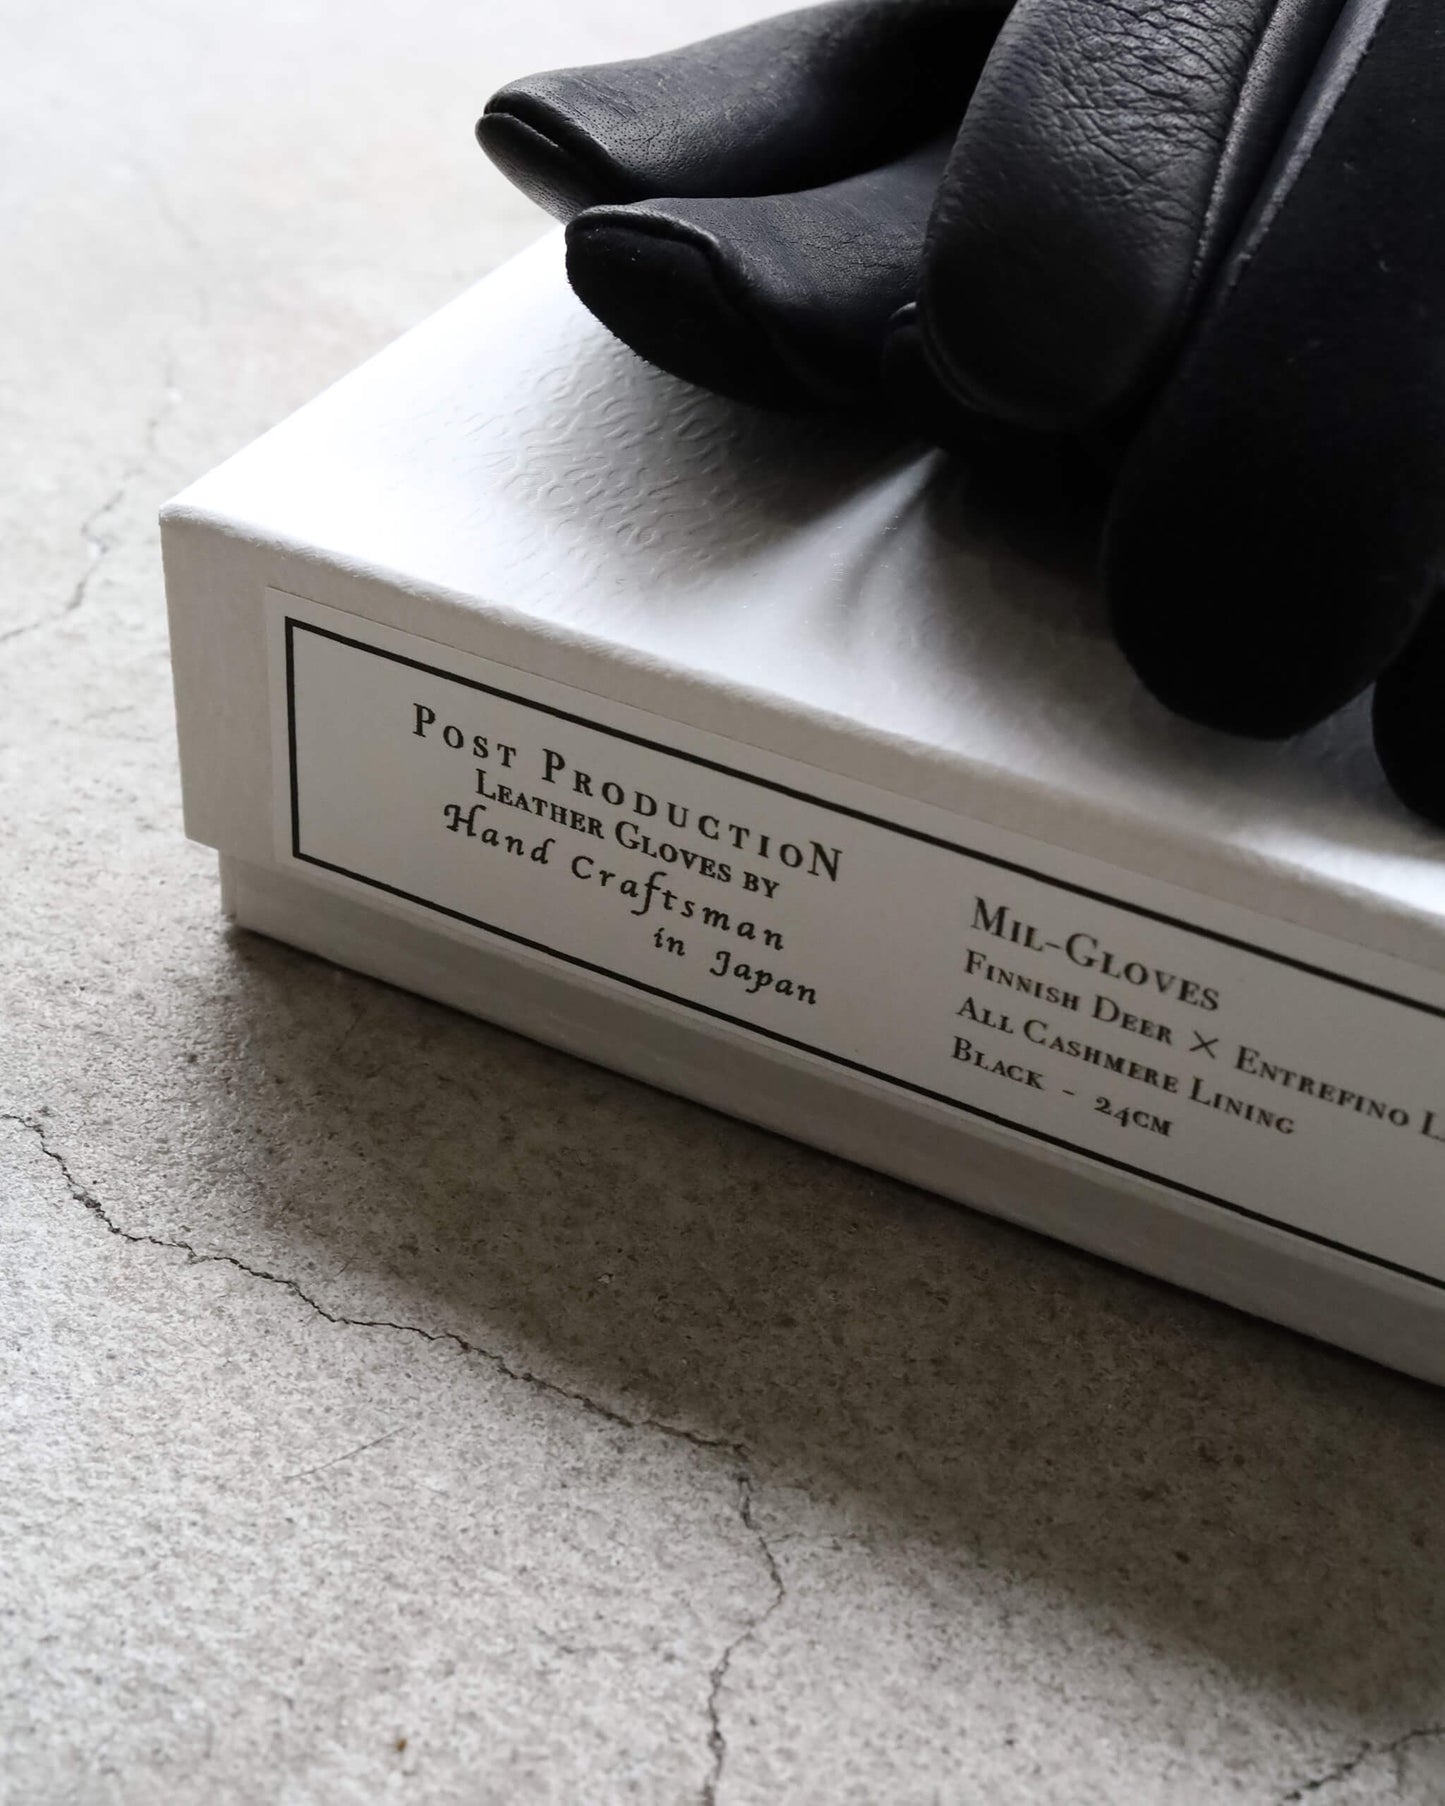 Post Production
Leather Gloves by
Hand Craftsman
in Japan
Mil-Gloves
Finnish Deer × Entrefino
All Cashmere Lining
Black - 24cm